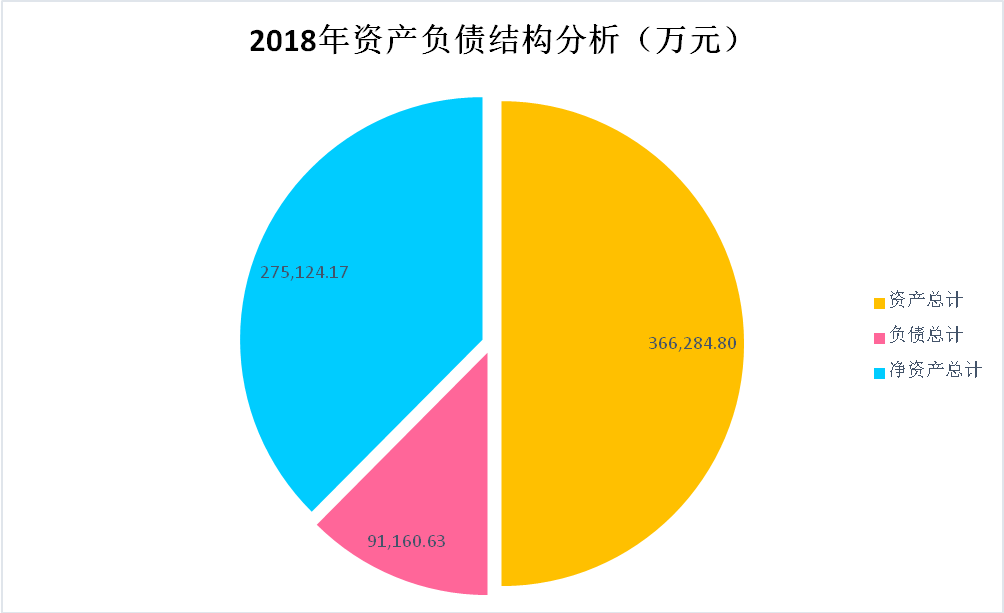 2018年资产负债结构分析（万元）
275,124.17
366,284.80
91,160.63
资产总计
负债总计
净资产总计